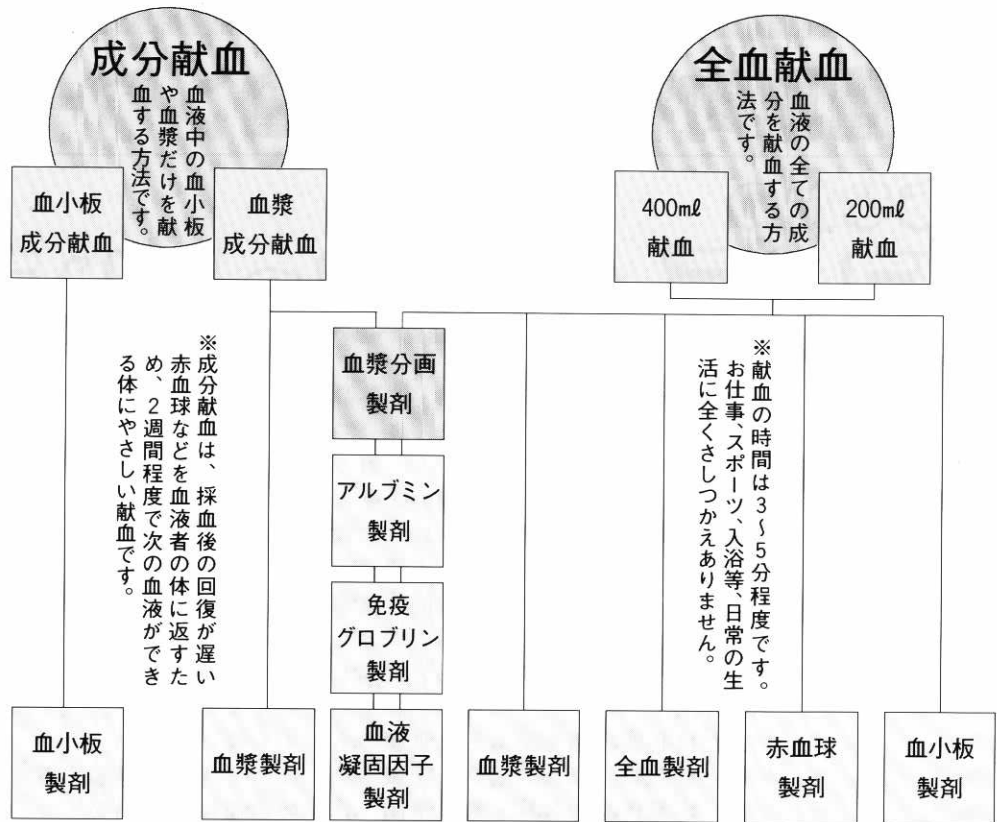 成分献血
血液中の血小板
や血漿だけを献
血する方法です。
血小板
成分献血
血漿
成分献血
全血献血
血液の全ての成
分を献血する方
法です。
400mℓ
献血
200mℓ
献血
※成分献血は、採血後の回復が遅い
赤血球などを血液者の体に返すた
め、2週間程度で次の血液ができ
る体にやさしい献血です。
血漿分画
製剤
アルブミン
製剤
免疫
グロブリン
製剤
血液
凝固因子
製剤
※献血の時間は3〜5分程度です。
お仕事、スポーツ、入浴等、日常の生
活に全くさしつかえありません。
血小板
製剤
血漿製剤
血漿製剤
全血製剤
赤血球
製剤
血小板
製剤